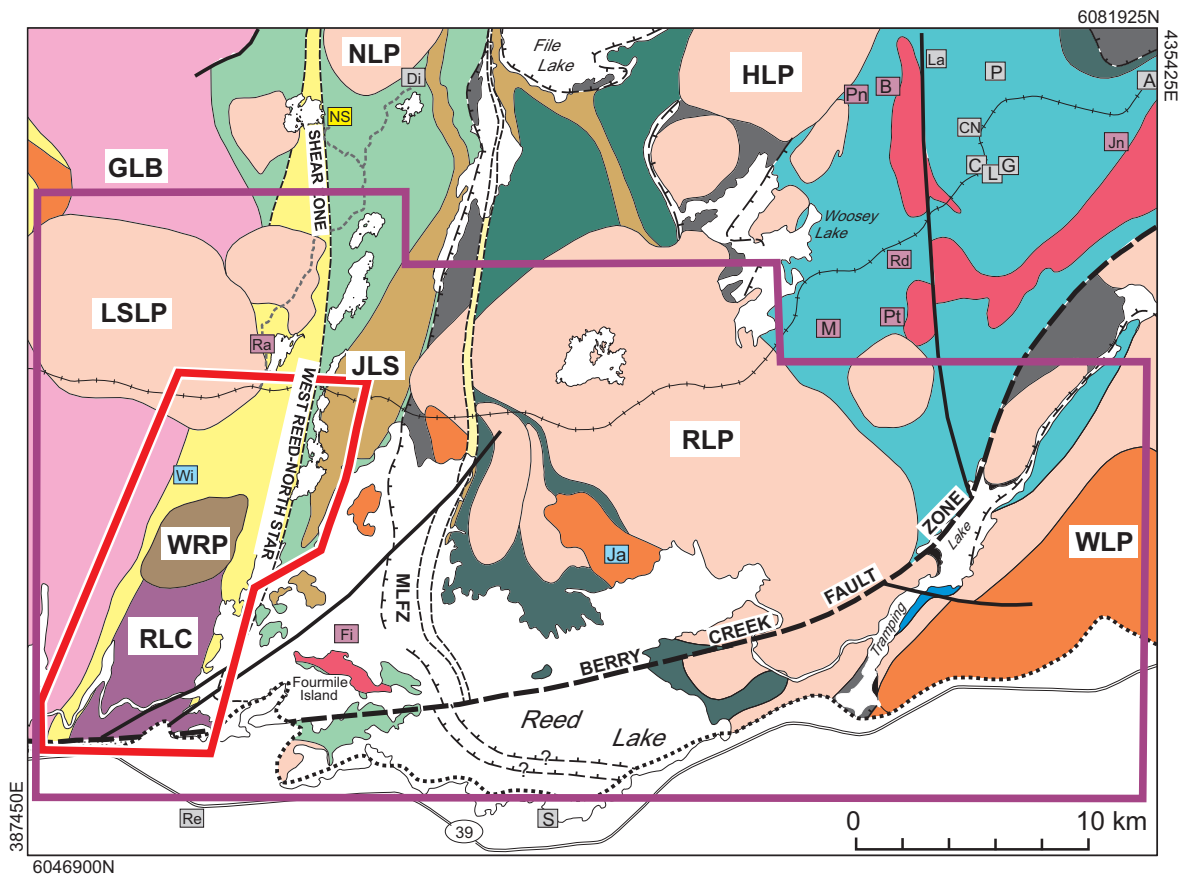 6081925N
435425E
NLP
File
Lake
HLP
La
P
Di
B
A
Pn
NS
CN
Jn
SHEAR ZONE
GLB
C
G
L
Woosey
Lake
Rd
LSLP
M
Pt
Ra
JLS
WEST REED-NORTH STAR
RLP
Wi
ZONE
Lake
WRP
Ja
WLP
FAULT
MLFZ
Tramping
RLC
Fi
CREEK
BERRY
Fourmile
Island
Reed
Lake
?
?
387450E
Re
S
39
0
10 km
6046900N